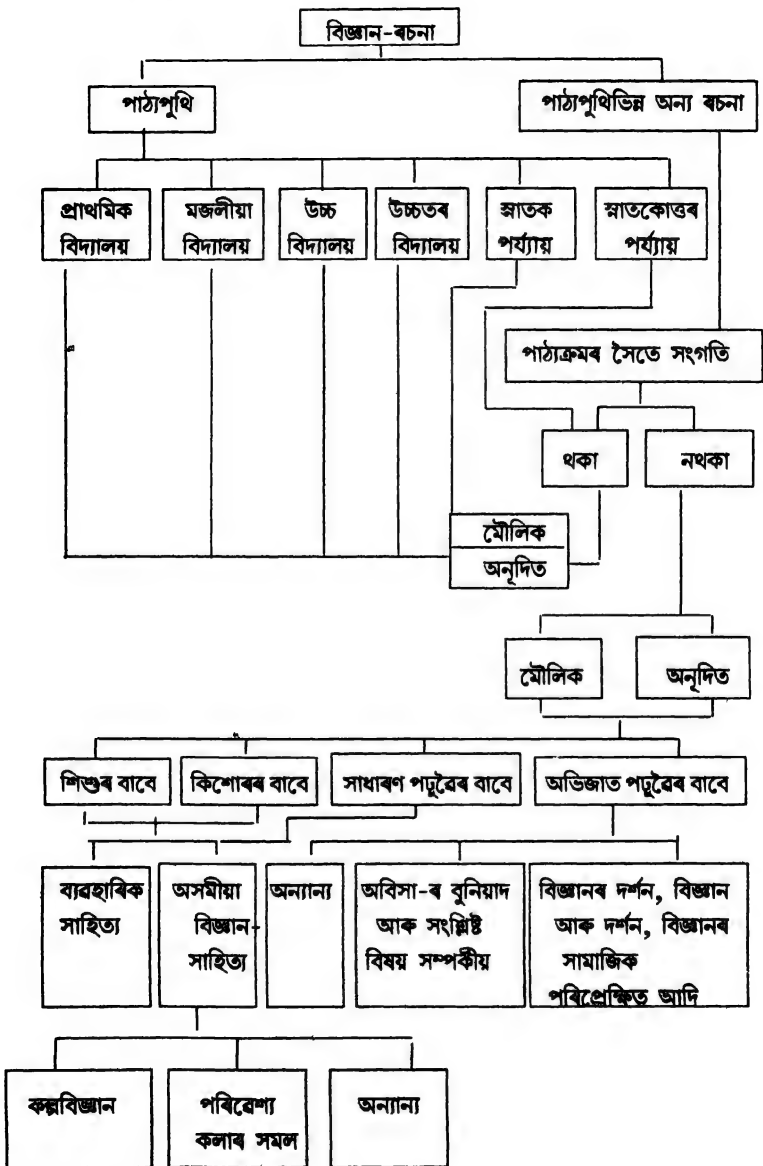 বিজ্ঞান-ৰচনা
পাঠ্যপুথি
পাঠ্যপুথিভিন্ন অন্য ৰচনা
প্ৰাথমিক
বিদ্যালয়
মজলীয়া
বিদ্যালয়
উচ্চ
বিদ্যালয়
উচ্চতৰ
বিদ্যালয়
স্নাতক
পৰ্য্যায়
স্নাতকোত্তৰ
পৰ্য্যায়
পাঠ্যক্ৰমৰ সৈতে সংগতি
থকা
নথকা
মৌলিক
অনূদিত
মৌলিক
অনূদিত
শিশুৰ বাবে
কিশোৰৰ বাবে
সাধাৰণ পঢ়ুৱৈৰ বাবে
অভিজাত পঢ়ুৱৈৰ বাবে
ব্যৱহাৰিক
সাহিত্য
অসমীয়া
বিজ্ঞান-
সাহিত্য
অন্যান্য
অবিসা-ৰ বুনিয়াদ
আৰু সংশ্লিষ্ট
বিষয় সম্পৰ্কীয়
বিজ্ঞানৰ দৰ্শন, বিজ্ঞান
আৰু দৰ্শন, বিজ্ঞানৰ
সামাজিক
পৰিপ্ৰেক্ষিত আদি
কল্পবিজ্ঞান
পৰিৱেশ্য
কলাৰ সমল
অন্যান্য